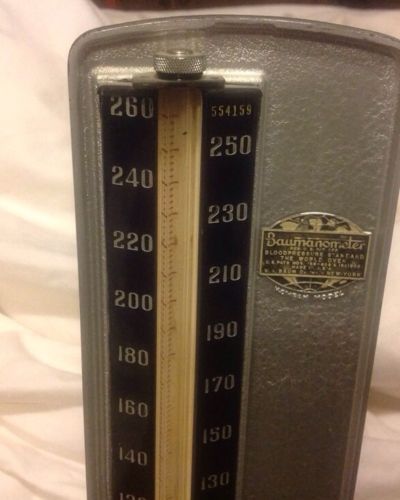 260
554159
250
240
230
220
210
200
190
180
170
160
150
140
130
Baumanometer
BLOODPRESSURE STANDARD
THE WORLD OVER
MADE IN U.S.A.
W. A. BAUM CO. INC. NEW YORK
MODEL